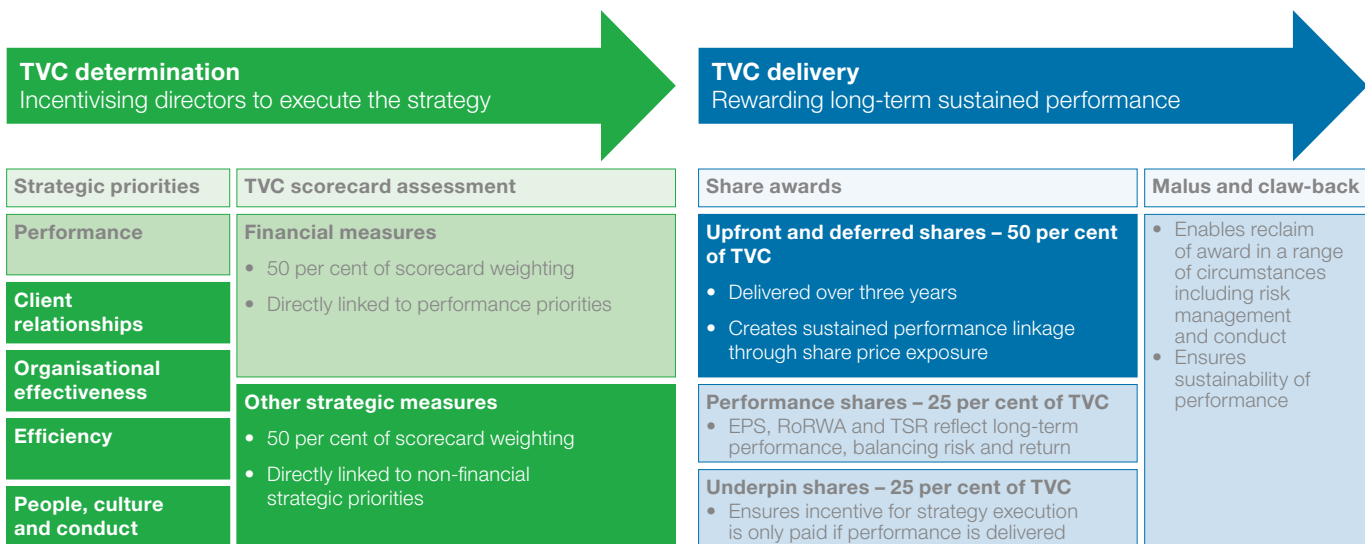 TVC determination
Incentivising directors to execute the strategy
TVC delivery
Rewarding long-term sustained performance
Strategic priorities
Performance
Client
relationships
Organisational
effectiveness
Efficiency
People, culture
and conduct
TVC scorecard assessment
Financial measures
• 50 per cent of scorecard weighting
• Directly linked to performance priorities
Other strategic measures
• 50 per cent of scorecard weighting
• Directly linked to non-financial
strategic priorities
Share awards
Upfront and deferred shares – 50 per cent
of TVC
• Delivered over three years
• Creates sustained performance linkage
through share price exposure
Performance shares – 25 per cent of TVC
• EPS, RoRWA and TSR reflect long-term
performance, balancing risk and return
Underpin shares – 25 per cent of TVC
• Ensures incentive for strategy execution
is only paid if performance is delivered
Malus and claw-back
• Enables reclaim
of award in a range
of circumstances
including risk
management
and conduct
• Ensures
sustainability of
performance